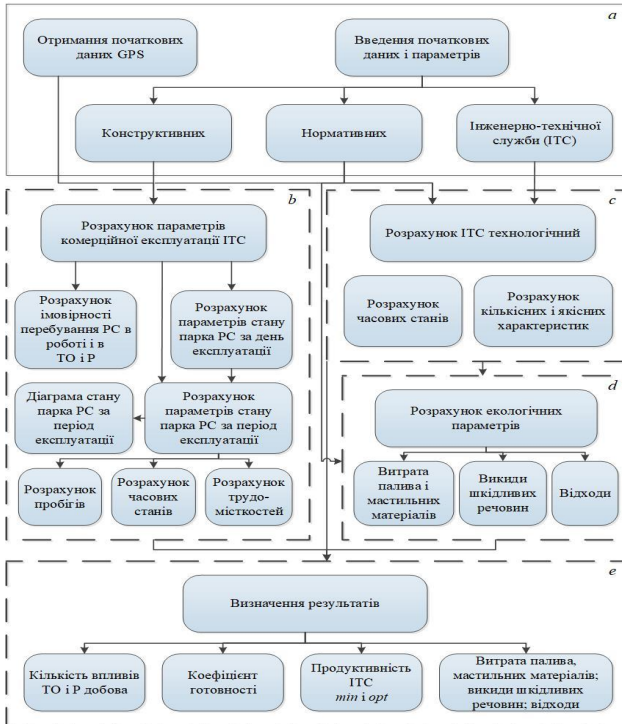 a
Отримання початкових
даних GPS
Введення початкових
даних і параметрів
Конструктивних
Нормативних
Інженерно-технічної
служби (ІТС)
b
Розрахунок параметрів
комерційної експлуатації ІТС
Розрахунок
імовірності
перебування РС в
роботі і в
ТО і Р
Розрахунок
параметрів стану
парка РС за день
експлуатації
Діаграма стану
парка РС за
період
експлуатації
Розрахунок
параметрів стану
парка РС за період
експлуатації
Розрахунок
пробігів
Розрахунок
часових
станів
Розрахунок
трудо-
місткостей
c
Розрахунок ІТС технологічний
Розрахунок
часових станів
Розрахунок
кількісних і якісних
характеристик
d
Розрахунок екологічних
параметрів
Витрата
палива і
мастильних
матеріалів
Викиди
шкідливих
речовин
Відходи
e
Визначення результатів
Кількість впливів
ТО і Р добова
Коефіцієнт
готовності
Продуктивність
ІТС
min і opt
Витрата палива,
мастильних матеріалів;
викиди шкідливих
речовин; відходи